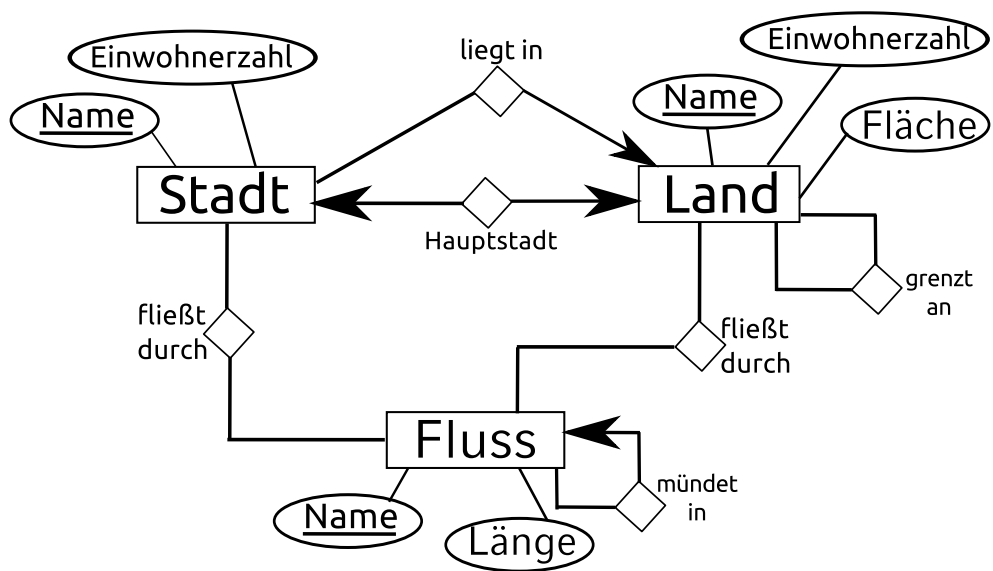 Einwohnerzahl
liegt in
Einwohnerzahl
Name
Name
Fläche
Stadt
Land
Hauptstadt
grenzt
an
fließt
durch
fließt
durch
Fluss
mündet
in
Name
Länge